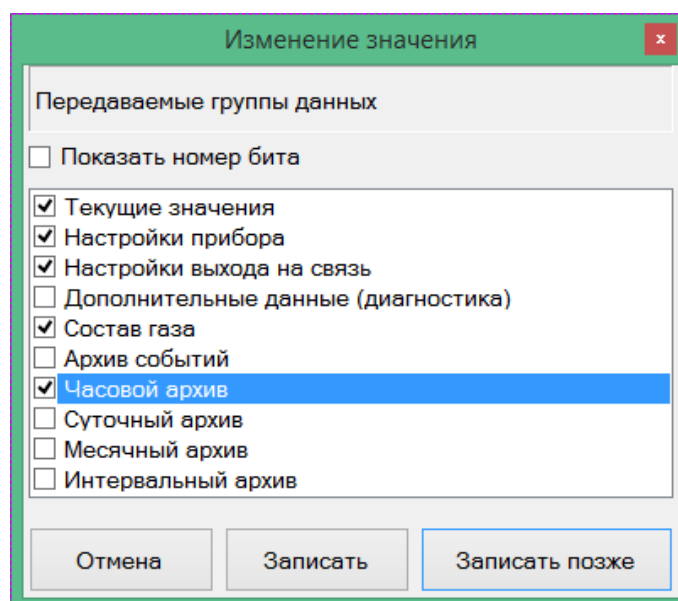 Изменение значения
x
Передаваемые группы данных
Показать номер бита
Текущие значения
Настройки прибора
Настройки выхода на связь
Дополнительные данные (диагностика)
Состав газа
Архив событий
Часовой архив
Суточный архив
Месячный архив
Интервальный архив
Отмена Записать Записать позже